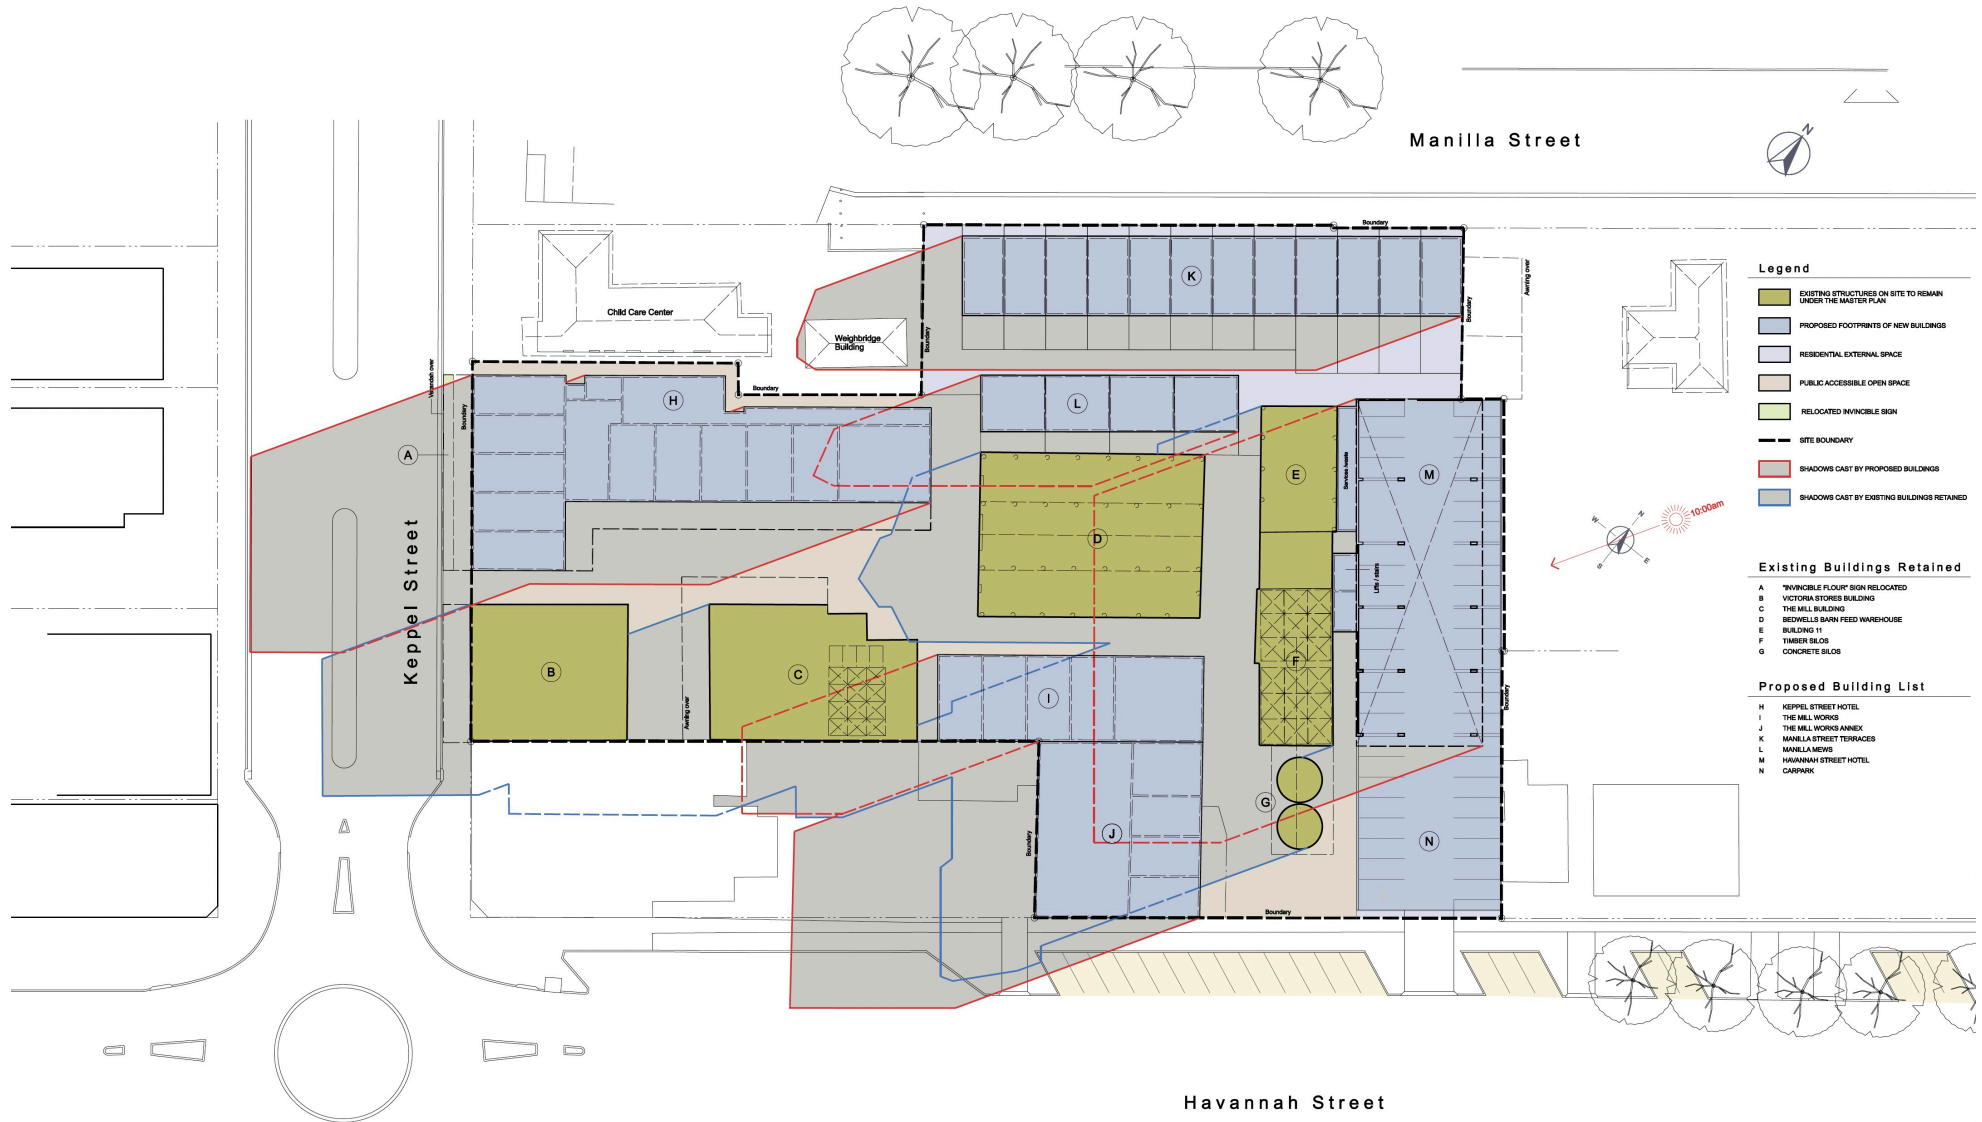 Manilla Street
N
Boundary
Awning over
K
Child Care Center
Weighbridge
Building
Boundary
Boundary
Verandah over
Boundary
Boundary
H
L
A
E
Services /waste
M
D
Keppel Street
Lifts / stairs
F
B
C
Awning over
I
Boundary
G
J
N
Boundary
Boundary
Havannah Street
Legend
EXISTING STRUCTURES ON SITE TO REMAIN
UNDER THE MASTER PLAN
PROPOSED FOOTPRINTS OF NEW BUILDINGS
RESIDENTIAL EXTERNAL SPACE
PUBLIC ACCESSIBLE OPEN SPACE
RELOCATED INVINCIBLE SIGN
SITE BOUNDARY
SHADOWS CAST BY PROPOSED BUILDINGS
SHADOWS CAST BY EXISTING BUILDINGS RETAINED
10:00am
W N
S E
Existing Buildings Retained
A "INVINCIBLE FLOUR" SIGN RELOCATED
B VICTORIA STORES BUILDING
C THE MILL BUILDING
D BEDWELLS BARN FEED WAREHOUSE
E BUILDING 11
F TIMBER SILOS
G CONCRETE SILOS
Proposed Building List
H KEPPEL STREET HOTEL
I THE MILL WORKS
J THE MILL WORKS ANNEX
K MANILLA STREET TERRACES
L MANILLA MEWS
M HAVANNAH STREET HOTEL
N CARPARK